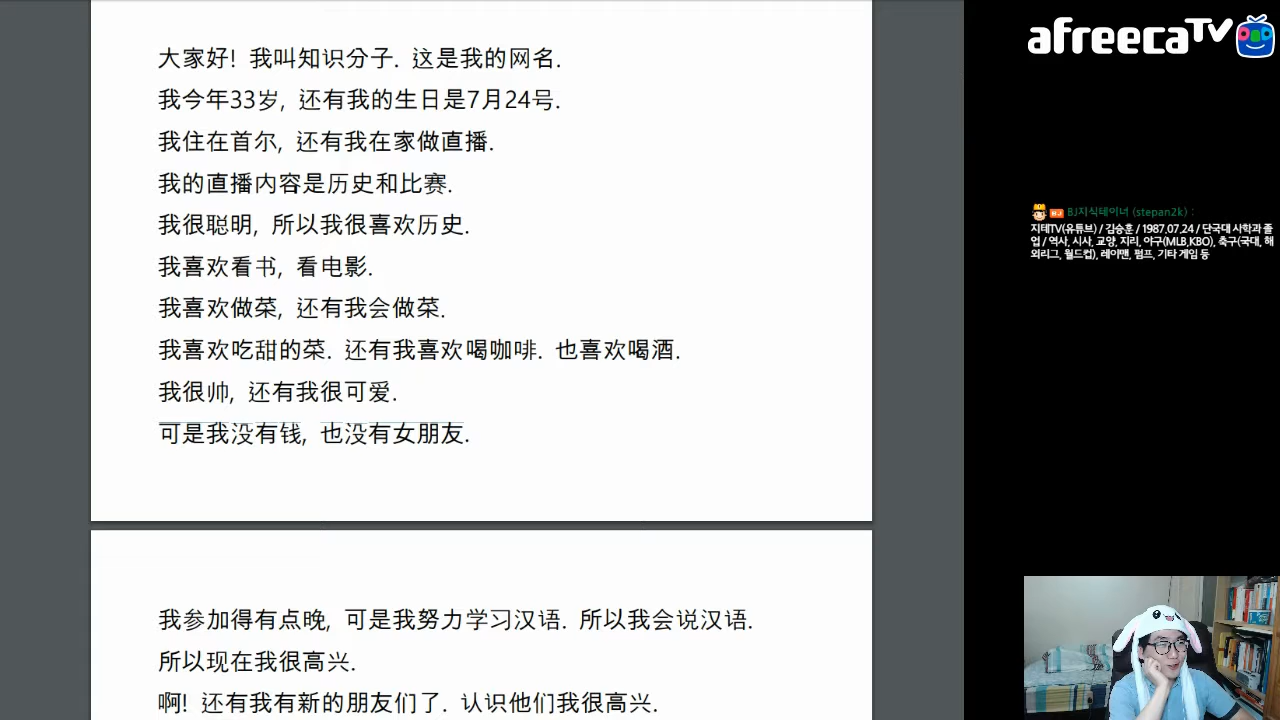 大家好! 我叫知识分子. 这是我的网名.
我今年33岁, 还有我的生日是7月24号.
我住在首尔, 还有我在家做直播.
我的直播内容是历史和比赛.
我很聪明, 所以我很喜欢历史.
我喜欢看书, 看电影.
我喜欢做菜, 还有我会做菜.
我喜欢吃甜的菜. 还有我喜欢喝咖啡. 也喜欢喝酒.
我很帅, 还有我很可爱.
可是我没有钱, 也没有女朋友.
我参加得有点晚, 可是我努力学习汉语. 所以我会说汉语.
所以现在我很高兴.
啊! 还有我有新的朋友们了. 认识他们我很高兴.
afreecaTV
BJ BJ지식테이너 (stepan2k) :
지테TV(유튜브) / 김승훈 / 1987.07.24 / 단국대 사학과 졸
업 / 역사, 시사, 교양, 지리, 야구(MLB,KBO), 축구(국대, 해
외리그, 월드컵), 레이맨, 펌프, 기타 게임 등